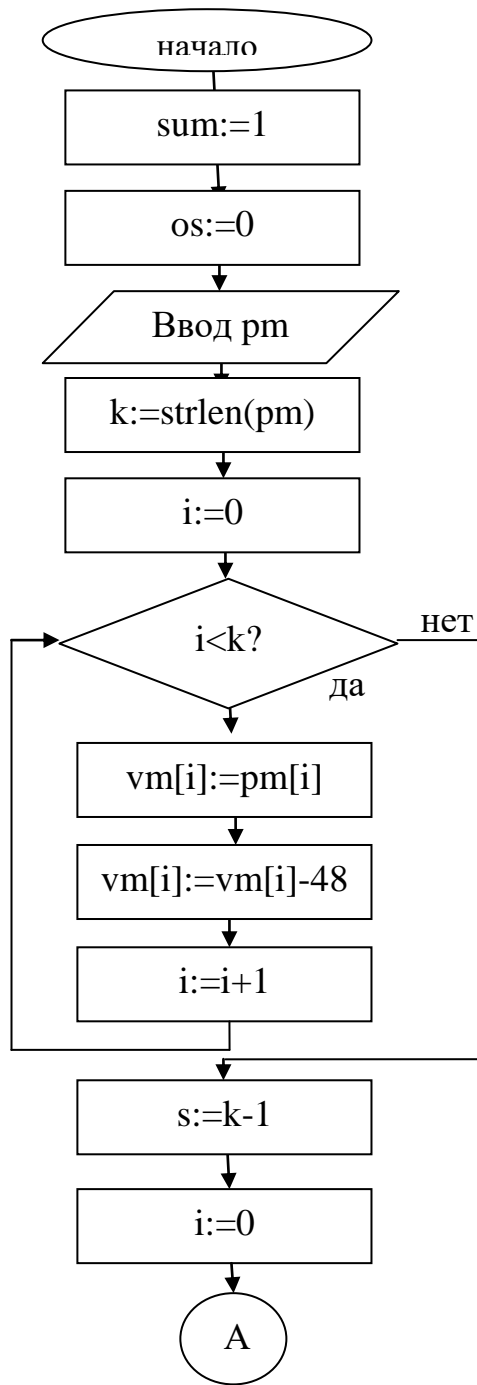 начало
sum:=1
os:=0
Ввод pm
k:=strlen(pm)
i:=0
i<k?
нет
да
vm[i]:=pm[i]
vm[i]:=vm[i]-48
i:=i+1
s:=k-1
i:=0
А